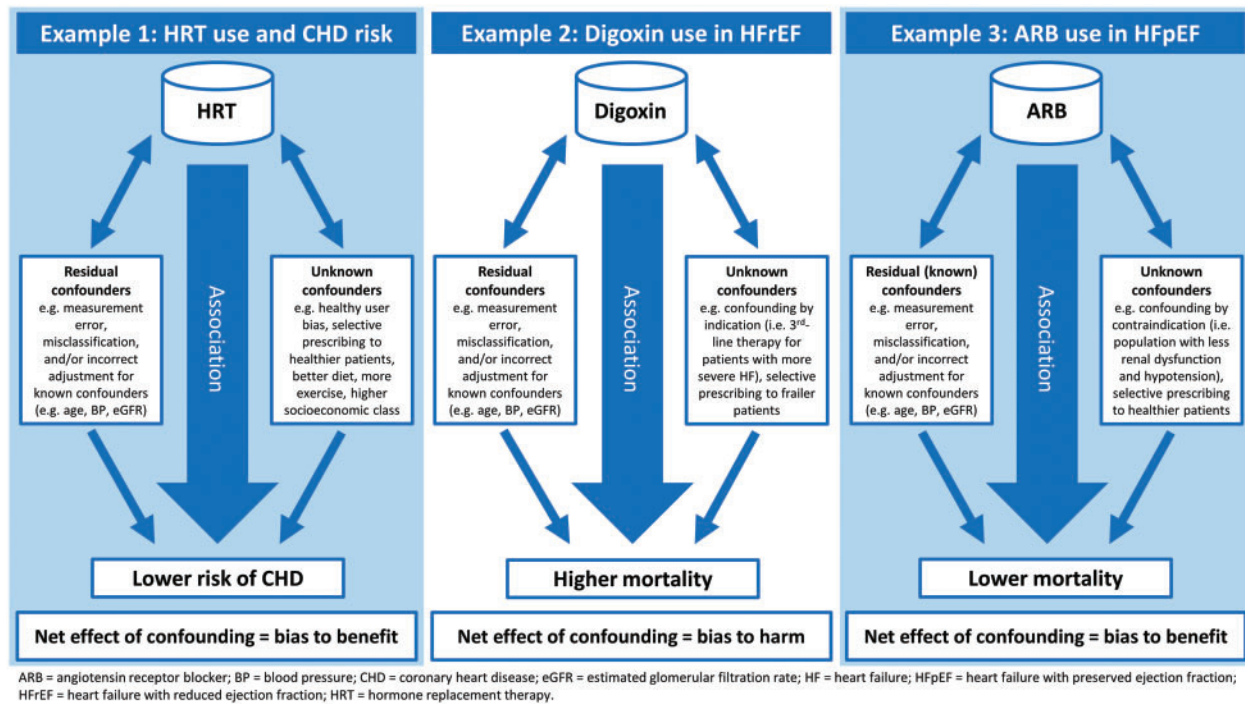 Example 1: HRT use and CHD risk
HRT
Residual
confounders
e.g. measurement
error,
misclassification,
and/or incorrect
adjustment for
known confounders
(e.g. age, BP, eGFR)
Association
Unknown
confounders
e.g. healthy user
bias, selective
prescribing to
healthier patients,
better diet, more
exercise, higher
socioeconomic class
Lower risk of CHD
Net effect of confounding = bias to benefit
Example 2: Digoxin use in HFrEF
Digoxin
Residual
confounders
e.g. measurement
error,
misclassification,
and/or incorrect
adjustment for
known confounders
(e.g. age, BP, eGFR)
Association
Unknown
confounders
e.g. confounding by
indication (i.e. 3rd-
line therapy for
patients with more
severe HF), selective
prescribing to frailer
patients
Higher mortality
Net effect of confounding = bias to harm
Example 3: ARB use in HFpEF
ARB
Residual (known)
confounders
e.g. measurement
error,
misclassification,
and/or incorrect
adjustment for
known confounders
(e.g. age, BP, eGFR)
Association
Unknown
confounders
e.g. confounding by
contraindication (i.e.
population with less
renal dysfunction
and hypotension),
selective prescribing
to healthier patients
Lower mortality
Net effect of confounding = bias to benefit
ARB = angiotensin receptor blocker; BP = blood pressure; CHD = coronary heart disease; eGFR = estimated glomerular filtration rate; HF = heart failure; HFpEF = heart failure with preserved ejection fraction;
HFrEF = heart failure with reduced ejection fraction; HRT = hormone replacement therapy.